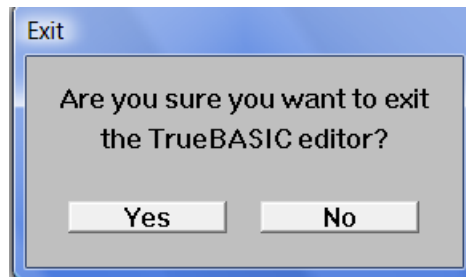 Exit
Are you sure you want to exit
the TrueBASIC editor?
Yes No